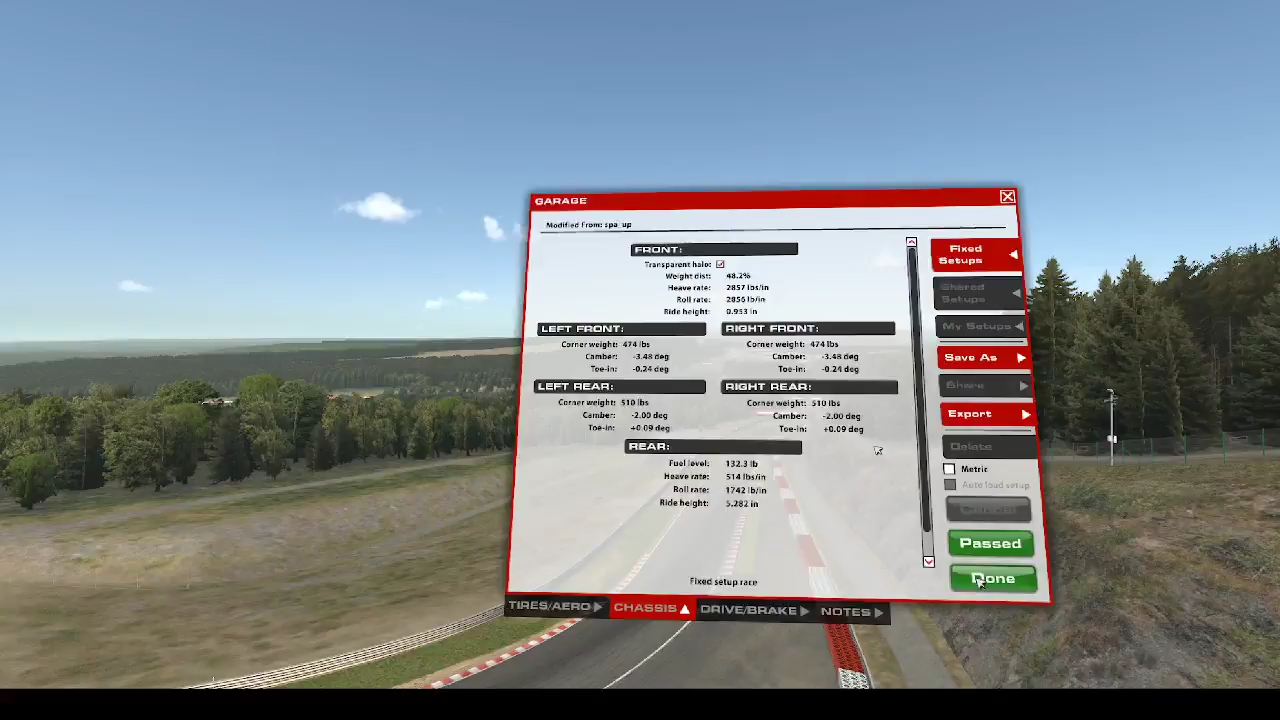 GARAGE
Modified From: spa_up
FRONT:
Transparent halo:
Weight dist: 48.2%
Heave rate: 2857 lbs/in
Roll rate: 2856 lb/in
Ride height: 0.953 in
LEFT FRONT: RIGHT FRONT:
Corner weight: 474 lbs Corner weight: 474 lbs
Camber: -3.48 deg Camber: -3.48 deg
Toe-in: -0.24 deg Toe-in: -0.24 deg
LEFT REAR: RIGHT REAR:
Corner weight: 510 lbs Corner weight: 510 lbs
Camber: -2.00 deg Camber: -2.00 deg
Toe-in: +0.09 deg Toe-in: +0.09 deg
REAR:
Fuel level: 132.3 lb
Heave rate: 514 lbs/in
Roll rate: 1742 lb/in
Ride height: 5.282 in
Fixed setup race
Fixed
Setups
Shared
Setups
My Setups
Save As
Share
Export
Delete
Metric
Auto load setup
Cancel
Passed
Done
TIRES/AERO CHASSIS DRIVE/BRAKE NOTES